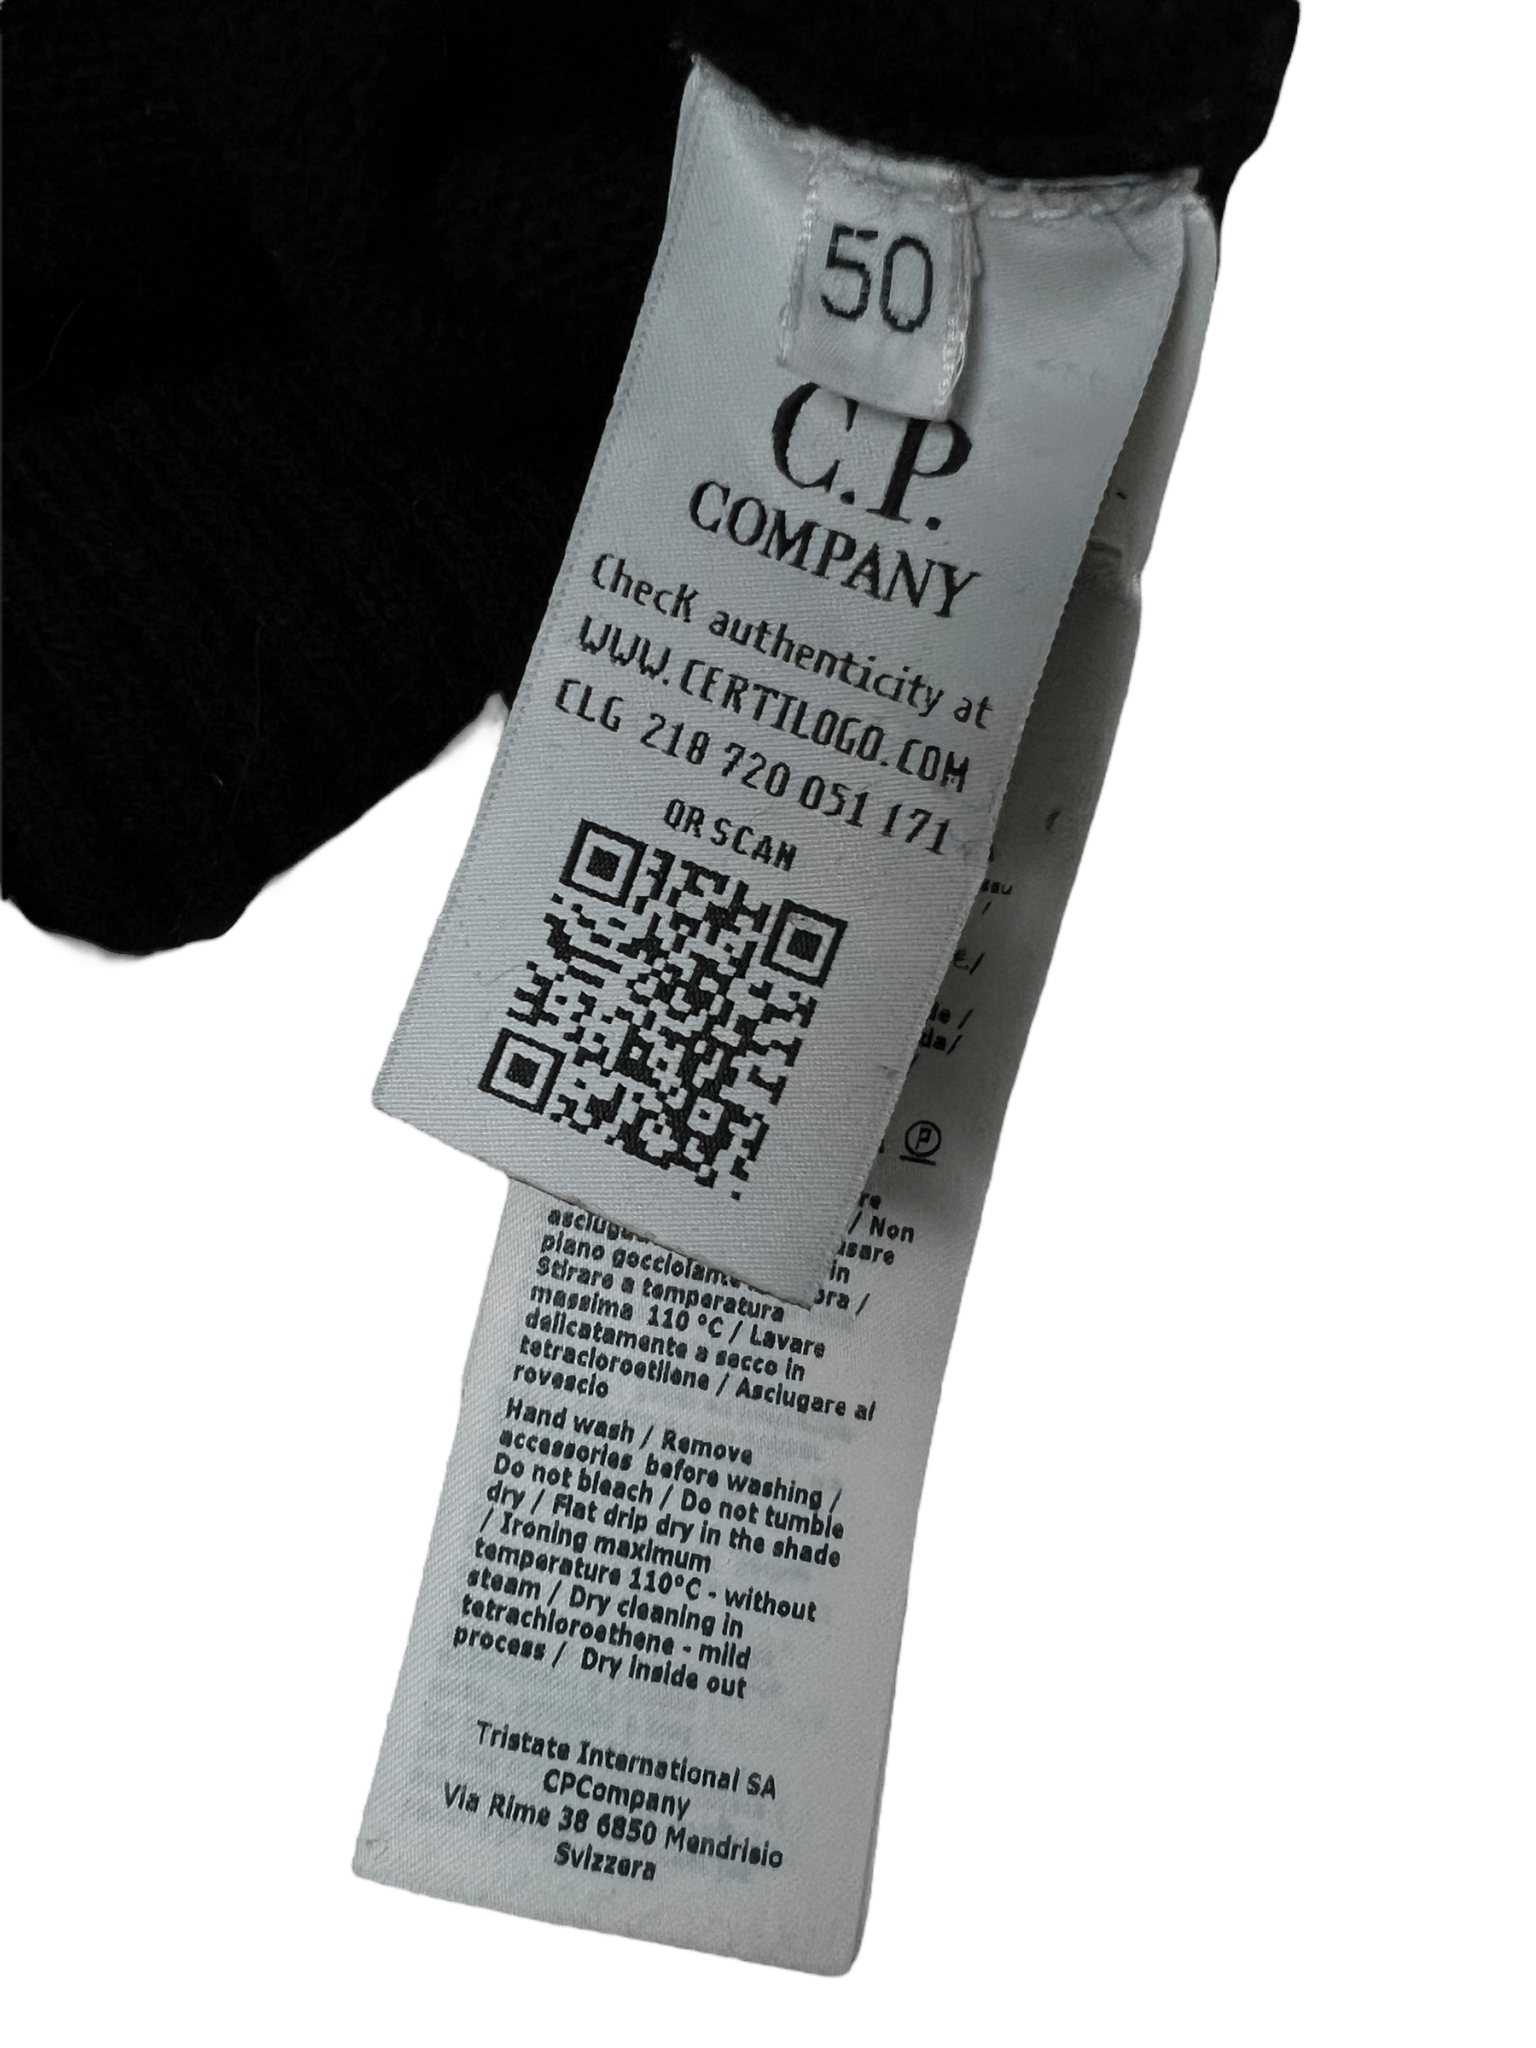 50
C.P.
COMPANY
Check authenticity at
WWW.CERTILOGO.COM
CLG 218 720 051 171
QR SCAN
P
/ Non
piano gocciolante
in
Stirare a temperatura
massima 110 °C / Lavare
delicatamente a secco in
tetracloroetilene / Asciugare al
rovescio
Hand wash / Remove
accessories before washing /
Do not bleach / Do not tumble
dry / Flat drip dry in the shade
/ Ironing maximum
temperature 110°C - without
steam / Dry cleaning in
tetrachloroethene - mild
process / Dry inside out
Tristate International SA
CPCompany
Via Rime 38 6850 Mendrisio
Svizzera